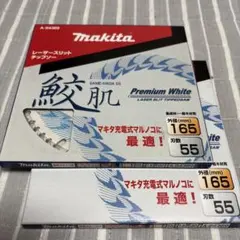 makita
レーザースリット
チップソー
鮫肌
Premium White
LASER SLIT TIPPEDSAW
マキタ充電式マルノコに
最適!
外径(mm)
165
刃数
55
マキタ充電式マルノコに
最適!
外径(mm)
165
刃数
55